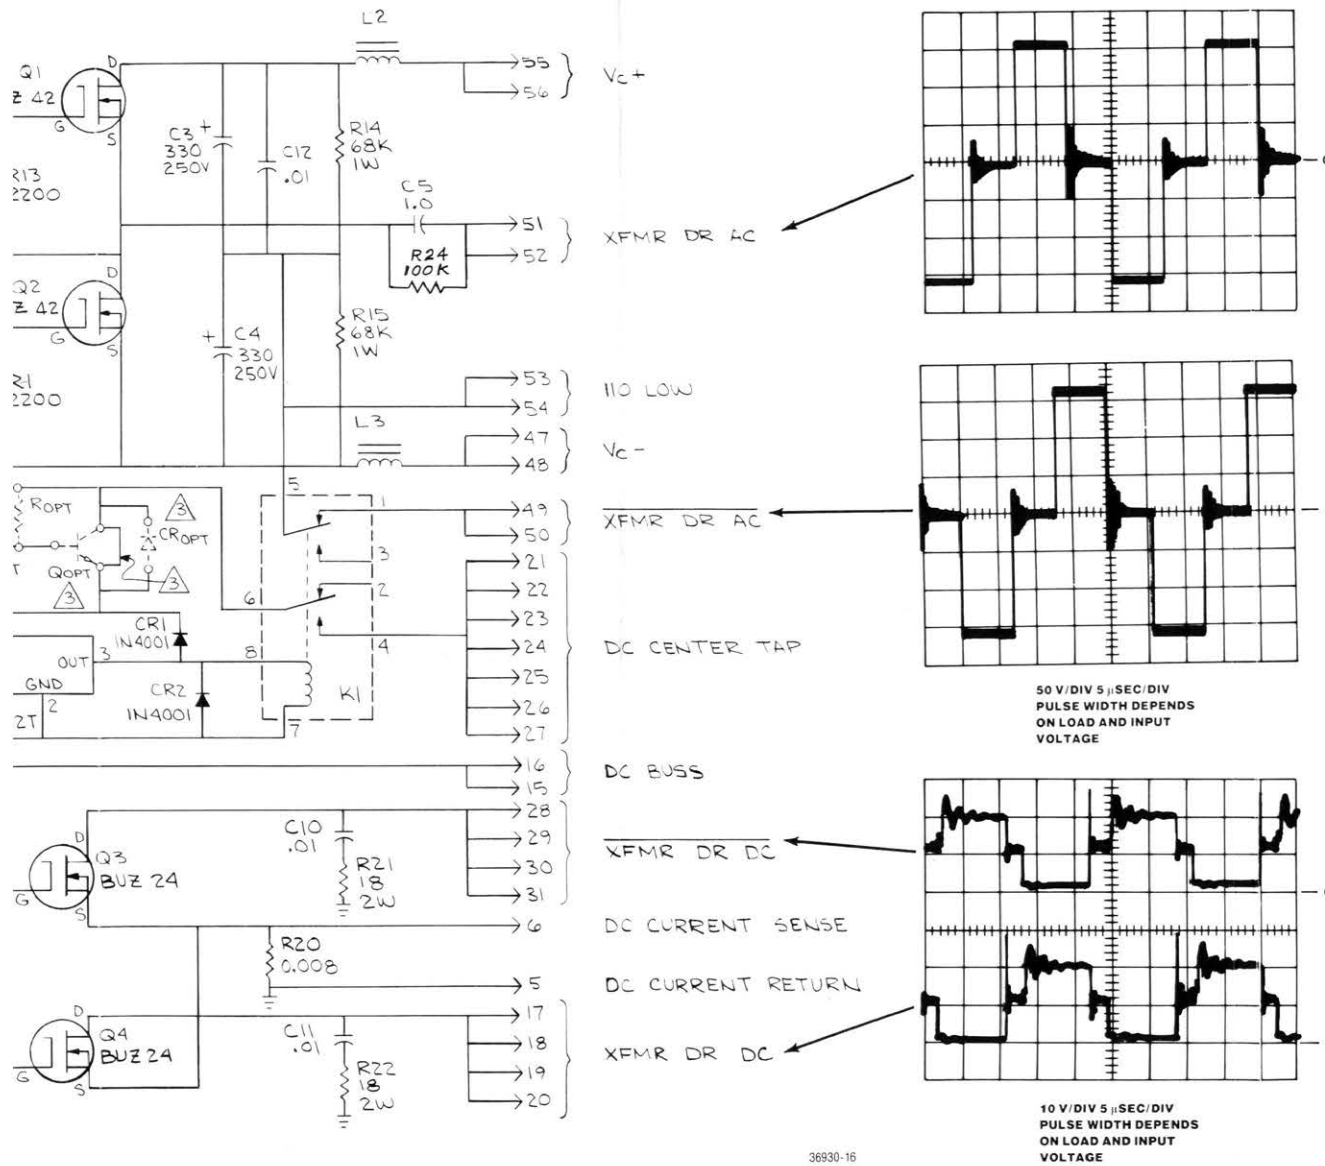 L2
D
Q1
Z 42
G
S
55
56
Vc+
C3 +
330
250V
C12
.01
R14
68K
1W
R13
2200
C5
1.0
51
52
XFMR DR AC
R24
100K
D
Q2
Z 42
G
S
+ C4
330
250V
R15
68K
1W
2200
53
54
110 LOW
L3
47
48
Vc-
5
1
49
50
XFMR DR AC
ROPT
CROPT
QOPT
3
3
3
T
3
2
6
4
21
22
23
24
25
26
27
DC CENTER TAP
CR1
1N4001
OUT
3
8
GND
2
2T
CR2
1N4001
K1
7
50 V/DIV 5 μSEC/DIV
PULSE WIDTH DEPENDS
ON LOAD AND INPUT
VOLTAGE
16
15
DC BUSS
28
29
30
31
XFMR DR DC
D
Q3
BUZ 24
G
S
C10
.01
R21
18
2W
6
DC CURRENT SENSE
R20
0.008
5
DC CURRENT RETURN
D
Q4
BUZ 24
G
S
C11
.01
R22
18
2W
17
18
19
20
XFMR DR DC
10 V/DIV 5 μSEC/DIV
PULSE WIDTH DEPENDS
ON LOAD AND INPUT
VOLTAGE
36930-16